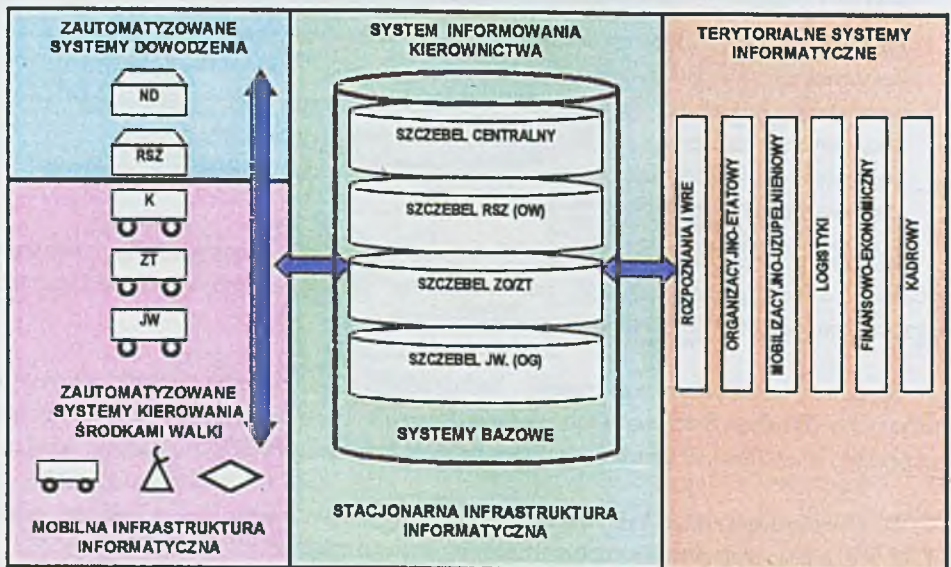 ZAUTOMATYZOWANE
SYSTEMY DOWODZENIA
ND
RSZ
K
ZT
JW
ZAUTOMATYZOWANE
SYSTEMY KIEROWANIA
ŚRODKAMI WALKI
MOBILNA INFRASTRUKTURA
INFORMATYCZNA
SYSTEM INFORMOWANIA
KIEROWNICTWA
SZCZEBEL CENTRALNY
SZCZEBEL RSZ (OW)
SZCZEBEL ZO/ZT
SZCZEBEL JW. (OG)
SYSTEMY BAZOWE
STACJONARNA INFRASTRUKTURA
INFORMATYCZNA
TERYTORIALNE SYSTEMY
INFORMATYCZNE
ROZPOZNANIA I WRE
ORGANIZACYJNO-ETATOWY
MOBILIZACYJNO-UZUPEŁNIENIOWY
LOGISTYKI
FINANSOWO-EKONOMICZNY
KADROWY